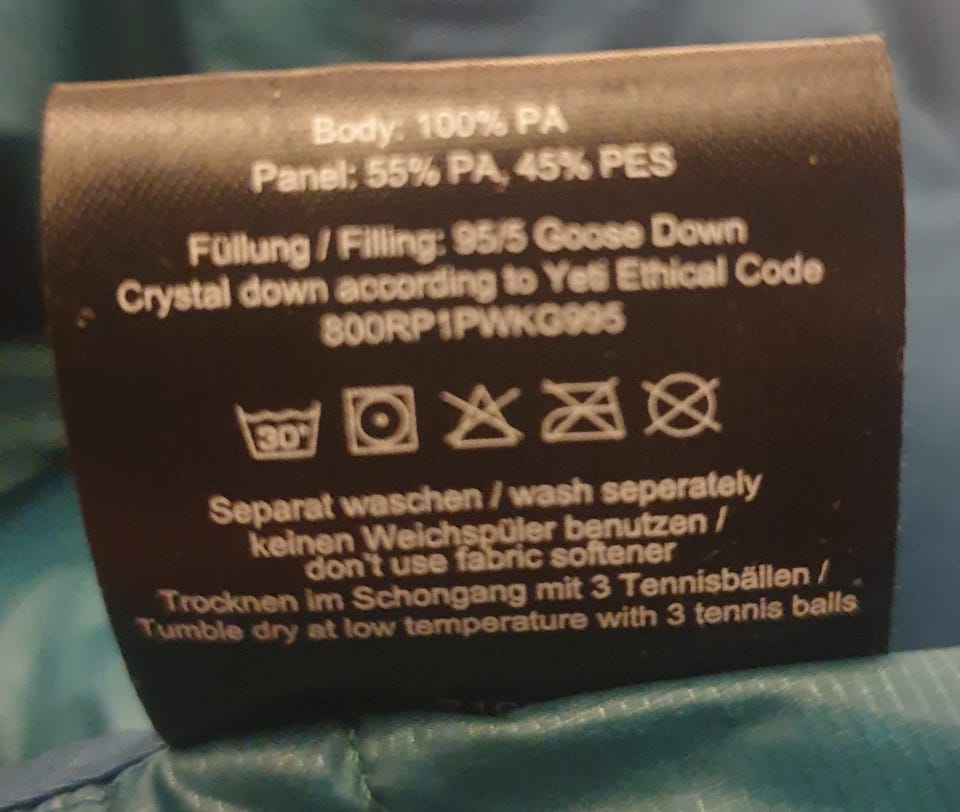 Body: 100% PA
Panel: 55% PA, 45% PES
Füllung / Filling: 95/5 Goose Down
Crystal down according to Yeti Ethical Code
800RP1PWKG995
30°
Separat waschen / wash seperately
keinen Weichspüler benutzen /
don't use fabric softener
Trocknen im Schongang mit 3 Tennisbällen /
Tumble dry at low temperature with 3 tennis balls